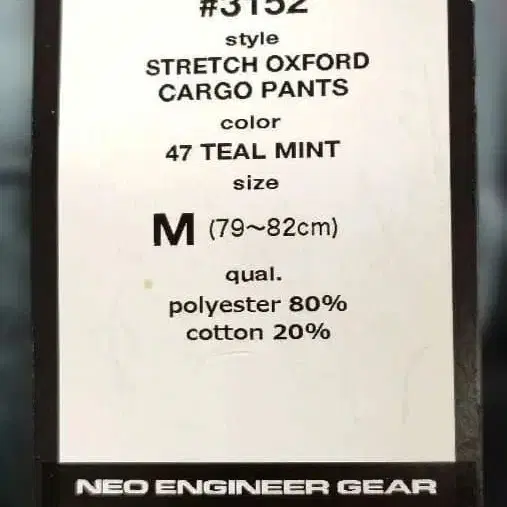 #3152
style
STRETCH OXFORD
CARGO PANTS
color
47 TEAL MINT
size
M (79~82cm)
qual.
polyester 80%
cotton 20%
NEO ENGINEER GEAR